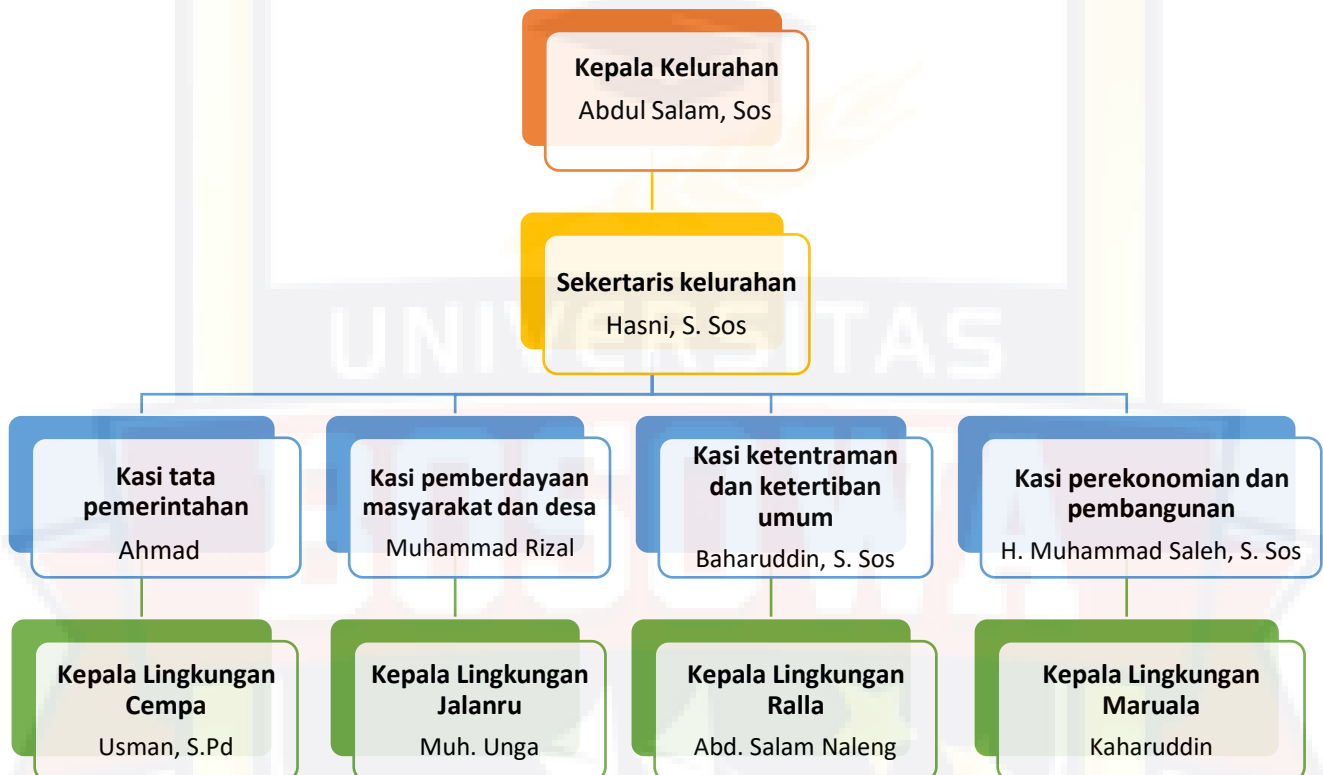 Kepala Kelurahan
Abdul Salam, Sos
Sekertaris kelurahan
Hasni, S. Sos
UNIVERSITAS
BOSOWA
Kasi tata
pemerintahan
Ahmad
Kasi pemberdayaan
masyarakat dan desa
Muhammad Rizal
Kasi ketentraman
dan ketertiban
umum
Baharuddin, S. Sos
Kasi perekonomian dan
pembangunan
H. Muhammad Saleh, S. Sos
Kepala Lingkungan
Cempa
Usman, S.Pd
Kepala Lingkungan
Jalanru
Muh. Unga
Kepala Lingkungan
Ralla
Abd. Salam Naleng
Kepala Lingkungan
Maruala
Kaharuddin